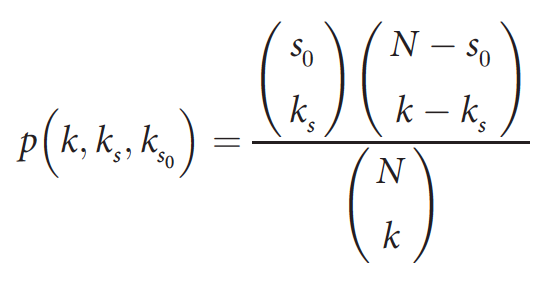 p(k, k_s, k_{s_0}) = \frac{\binom{s_0}{k_s} \binom{N - s_0}{k - k_s}}{\binom{N}{k}}